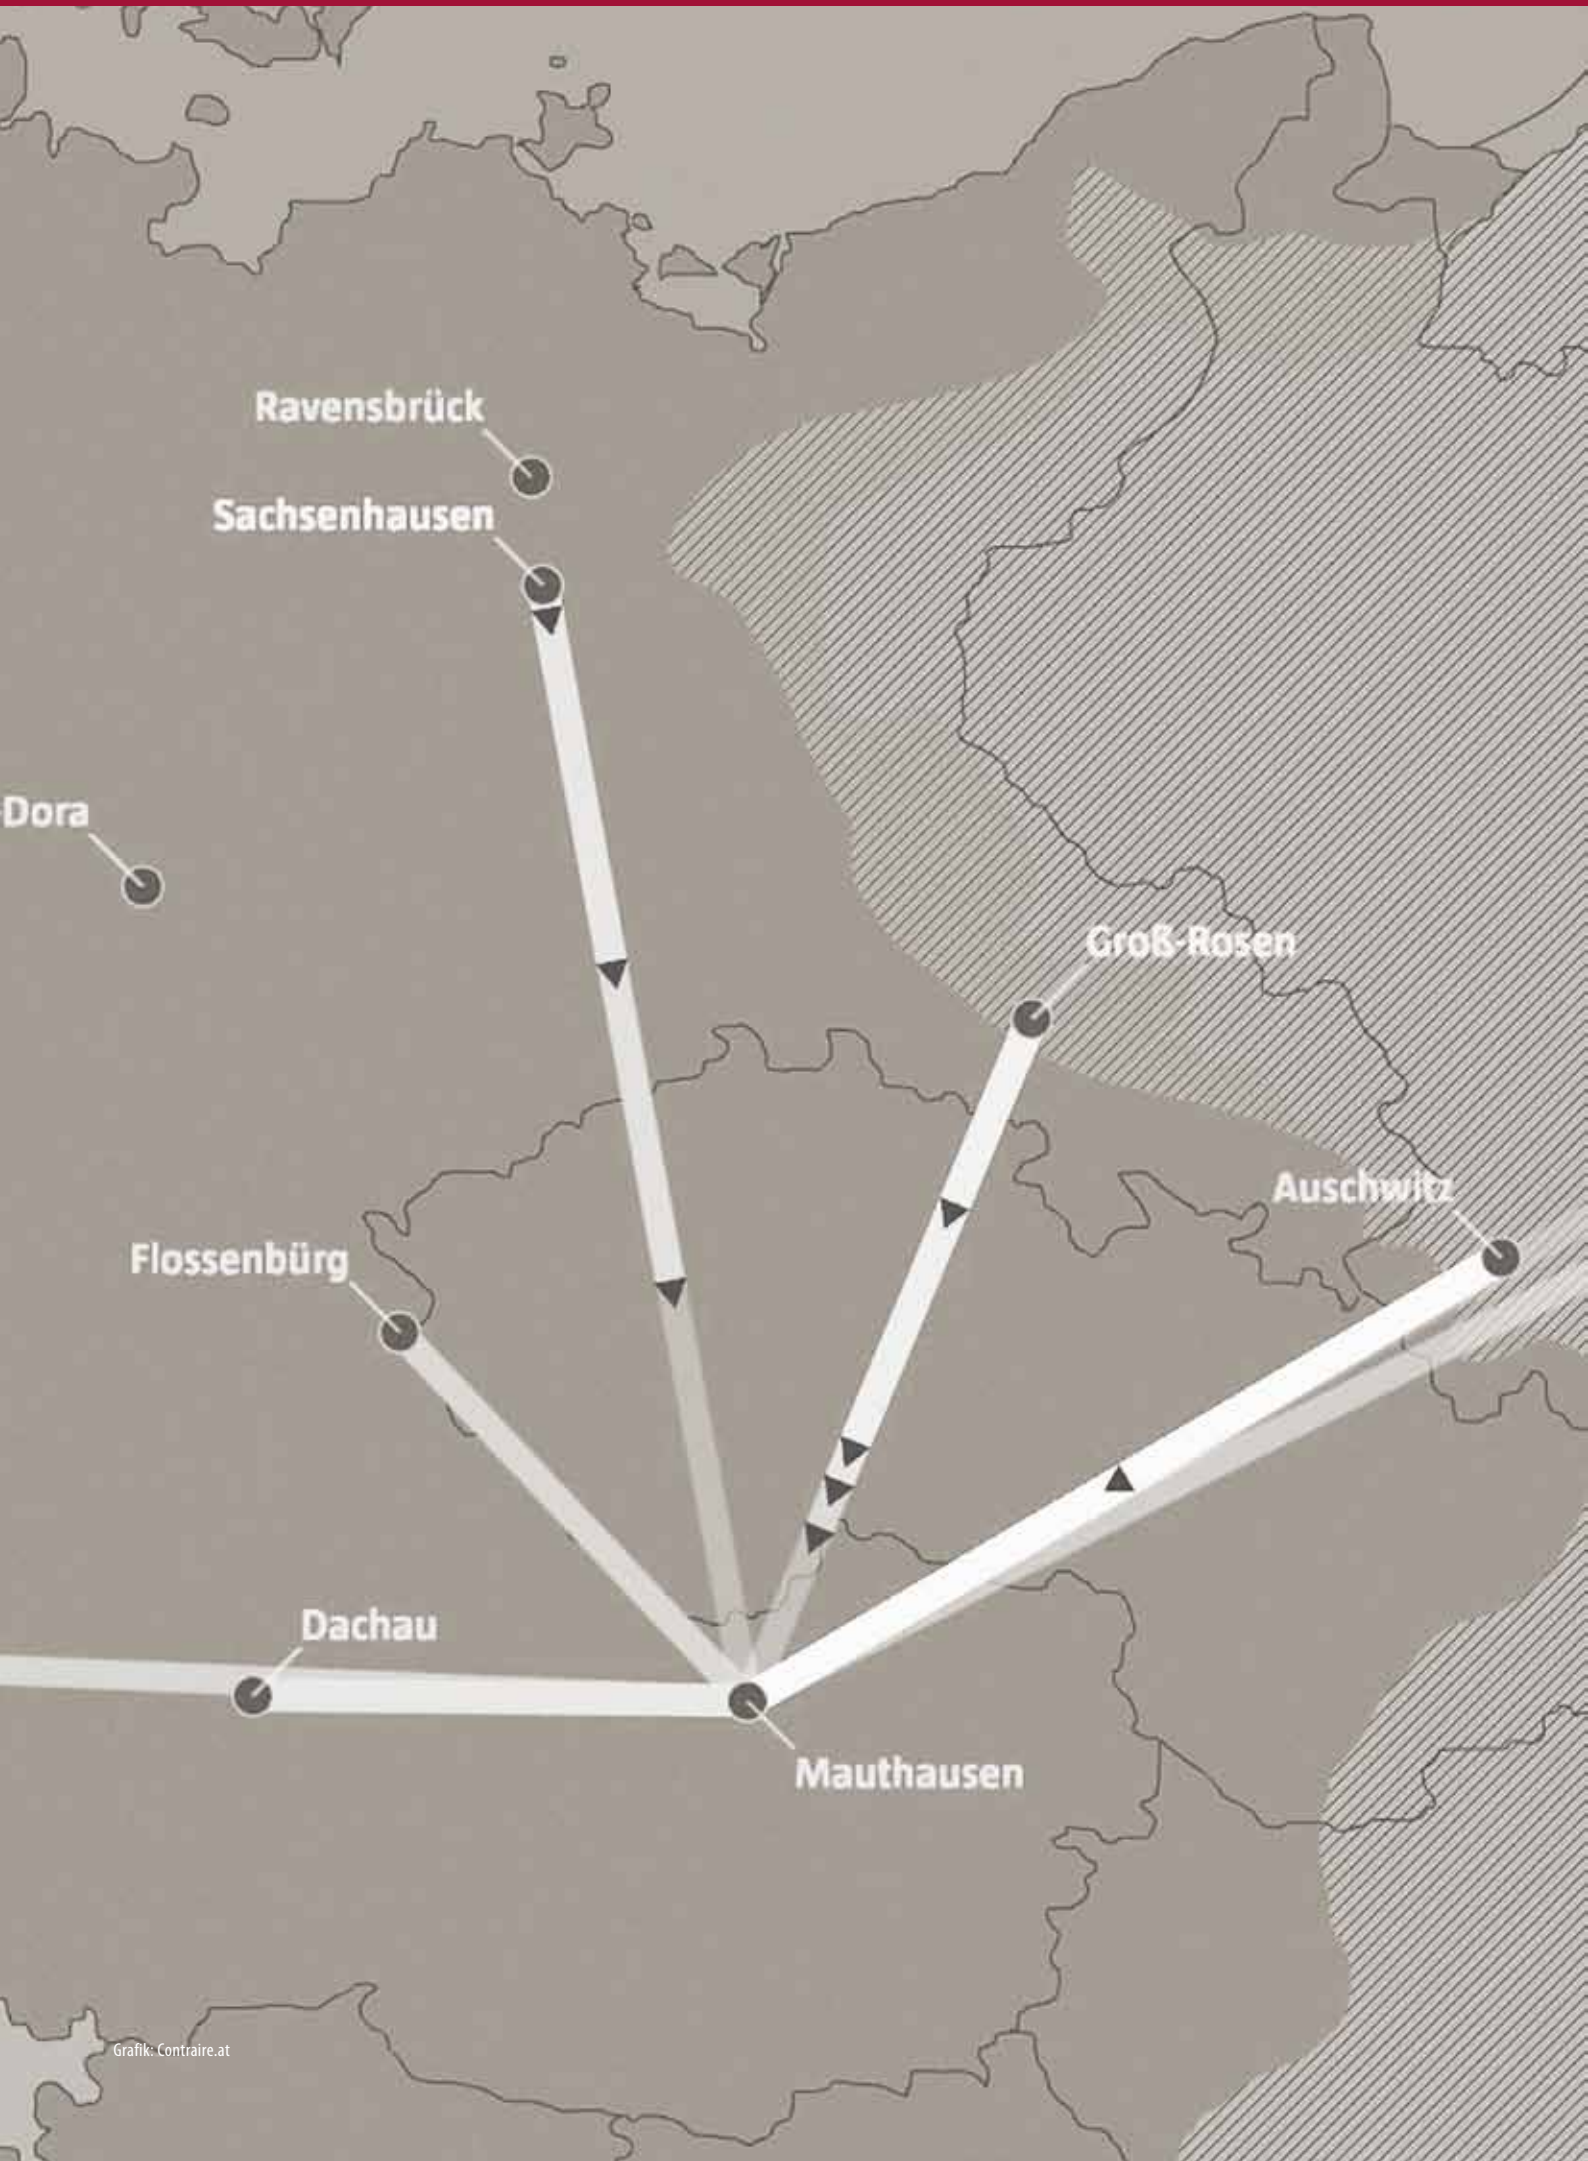 Ravensbrück
Sachsenhausen
-Dora
Groß-Rosen
Auschwitz
Flossenbürg
Dachau
Mauthausen
Grafik: Contraire.at